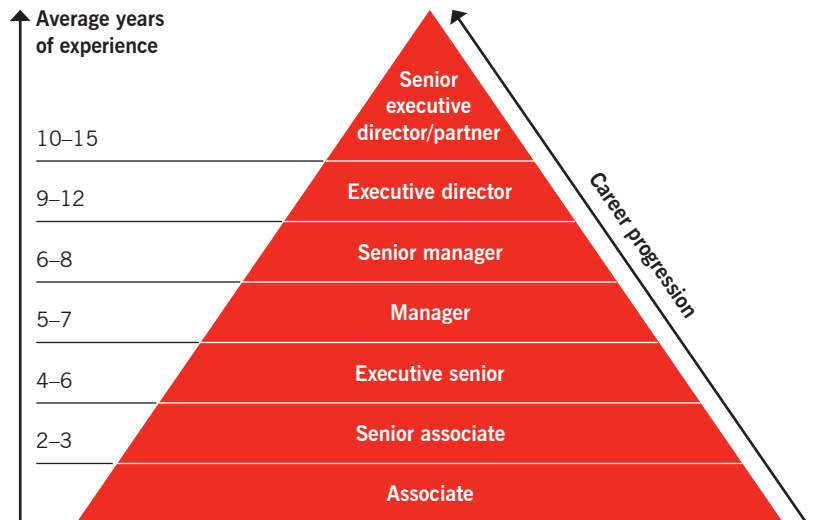 Average years
of experience
Senior
executive
director/partner
10–15
Executive director
9–12
Senior manager
6–8
Manager
5–7
Executive senior
4–6
Senior associate
2–3
Associate
Career progression